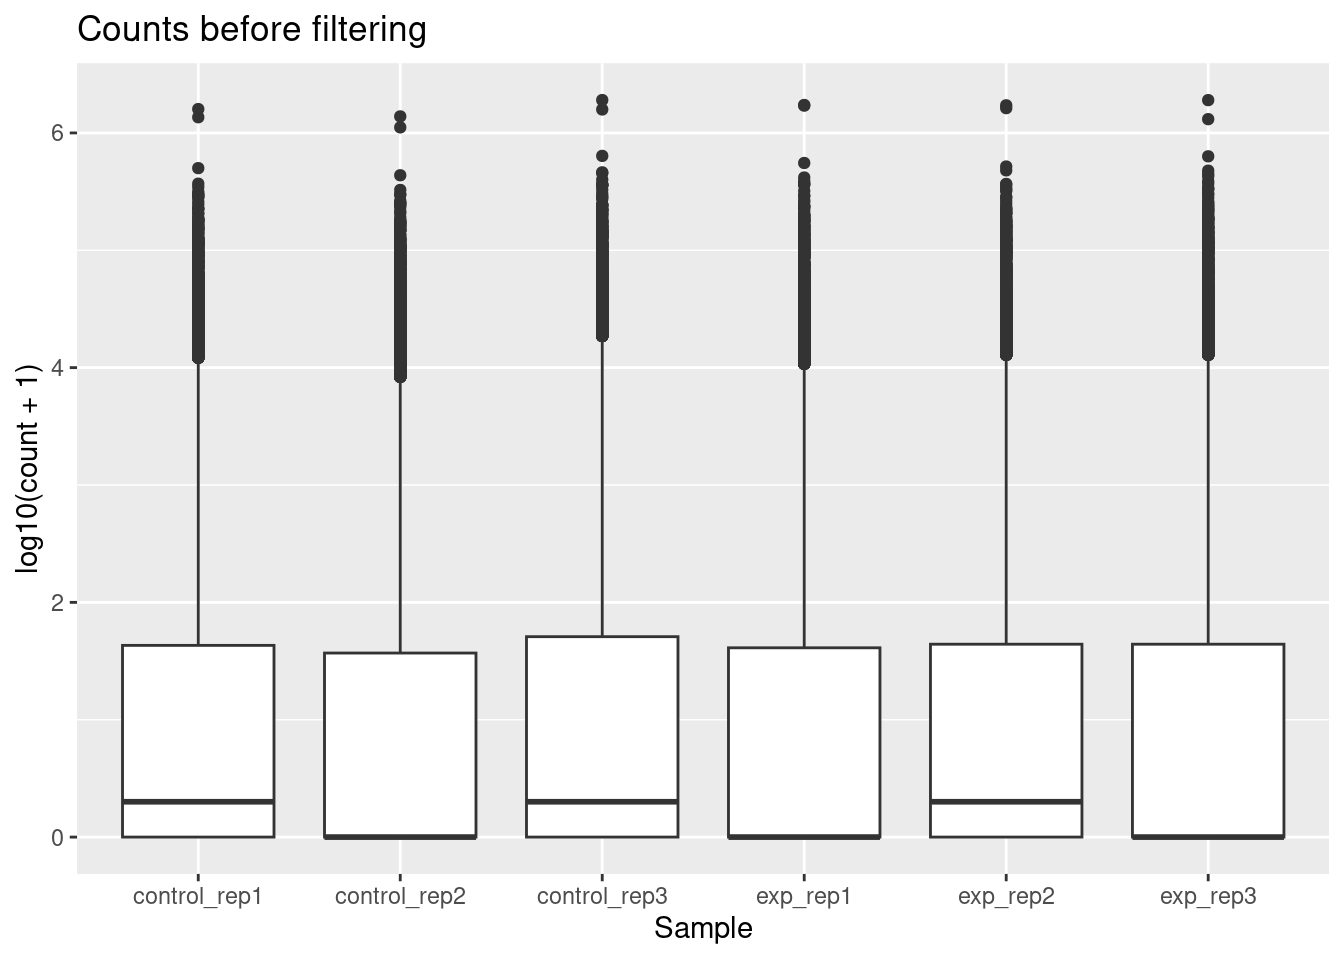 Counts before filtering
log10(count + 1)
6
4
2
0
control_rep1 control_rep2 control_rep3 exp_rep1 exp_rep2 exp_rep3
Sample